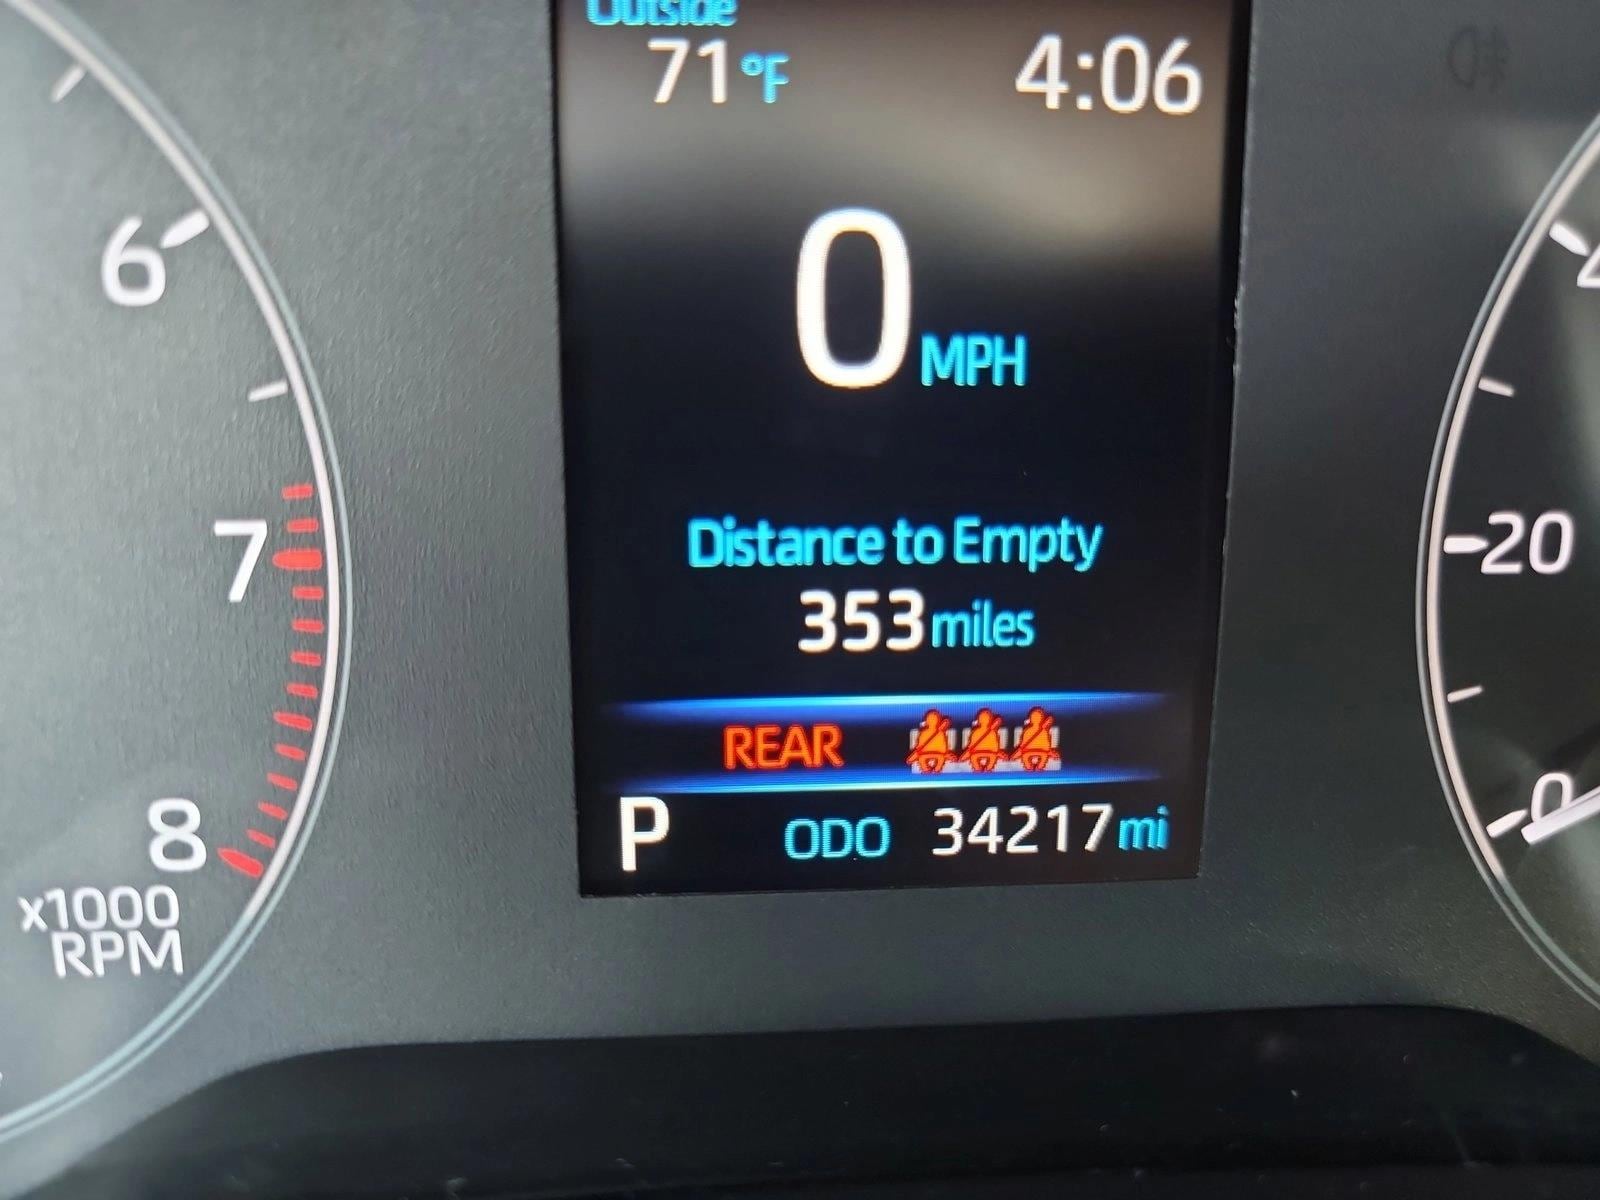 Outside
71°F 4:06
0 MPH
Distance to Empty
353 miles
REAR
P ODO 34217 mi
6
7
8
x1000
RPM
20
0